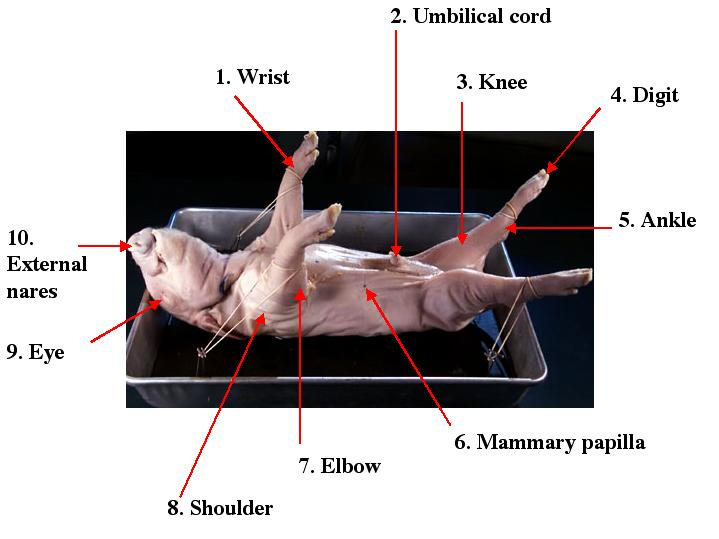 2. Umbilical cord
1. Wrist
3. Knee
4. Digit
5. Ankle
10.
External
nares
9. Eye
6. Mammary papilla
7. Elbow
8. Shoulder